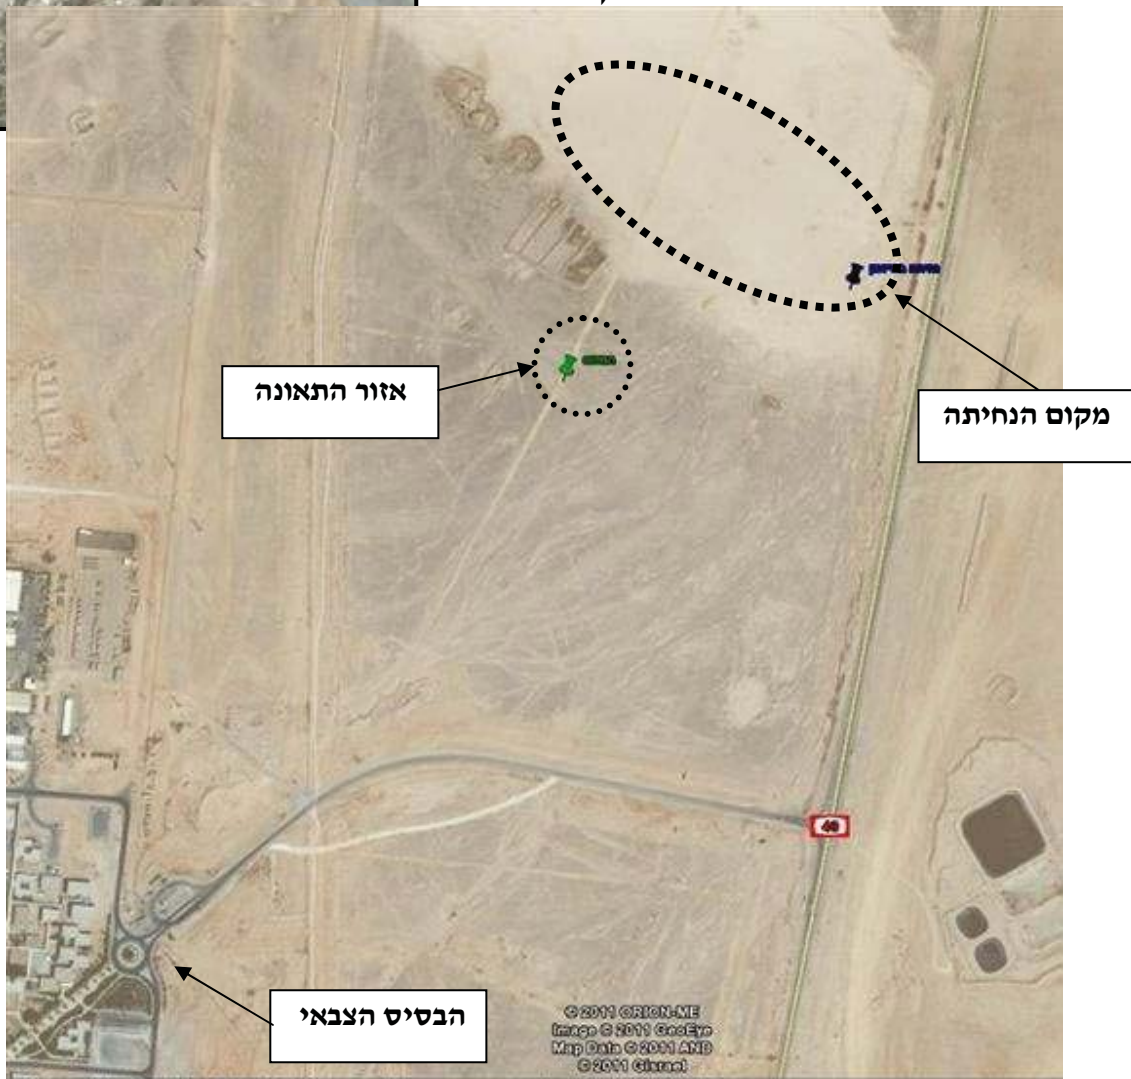 אזור התאונה
מקום הנחיתה
40
הבסיס הצבאי
© 2011 ORION-ME
Image © 2011 GeoEye
Map Data © 2011 AND
© 2011 Gisrael